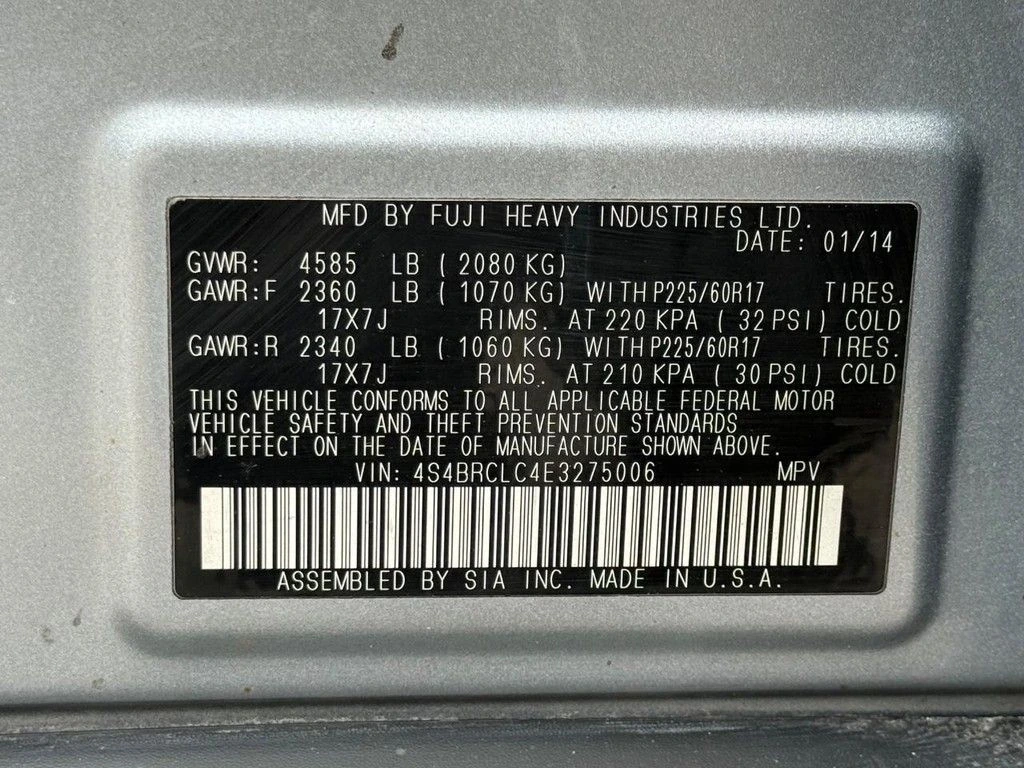 MFD BY FUJI HEAVY INDUSTRIES LTD.
DATE: 01/14
GVWR: 4585 LB ( 2080 KG)
GAWR:F 2360 LB ( 1070 KG) WITH P225/60R17 TIRES.
17X7J RIMS. AT 220 KPA ( 32 PSI) COLD
GAWR:R 2340 LB ( 1060 KG) WITH P225/60R17 TIRES.
17X7J RIMS. AT 210 KPA ( 30 PSI) COLD
THIS VEHICLE CONFORMS TO ALL APPLICABLE FEDERAL MOTOR
VEHICLE SAFETY AND THEFT PREVENTION STANDARDS
IN EFFECT ON THE DATE OF MANUFACTURE SHOWN ABOVE.
VIN: 4S4BRCLC4E3275006 MPV
ASSEMBLED BY SIA INC. MADE IN U.S.A.